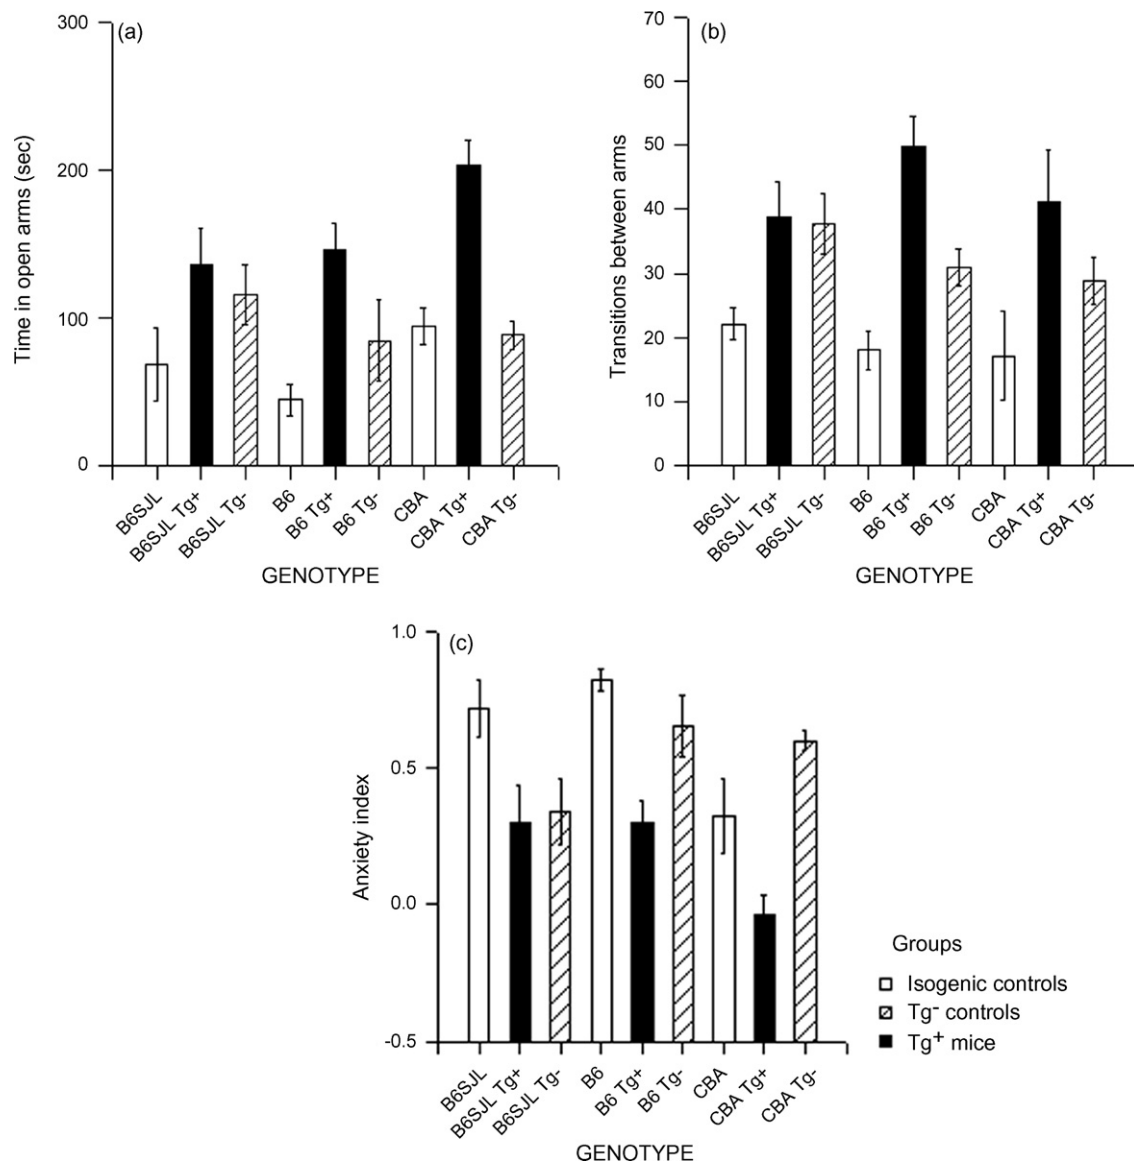 (a)
300
200
100
0
Time in open arms (sec)
B6SJL
B6SJL Tg+
B6SJL Tg-
B6
B6 Tg+
B6 Tg-
CBA
CBA Tg+
CBA Tg-
GENOTYPE
(b)
70
60
50
40
30
20
10
0
Transitions between arms
B6SJL
B6SJL Tg+
B6SJL Tg-
B6
B6 Tg+
B6 Tg-
CBA
CBA Tg+
CBA Tg-
GENOTYPE
(c)
1.0
0.5
0.0
-0.5
Anxiety index
B6SJL
B6SJL Tg+
B6SJL Tg-
B6
B6 Tg+
B6 Tg-
CBA
CBA Tg+
CBA Tg-
GENOTYPE
Groups
Isogenic controls
Tg⁻ controls
Tg⁺ mice